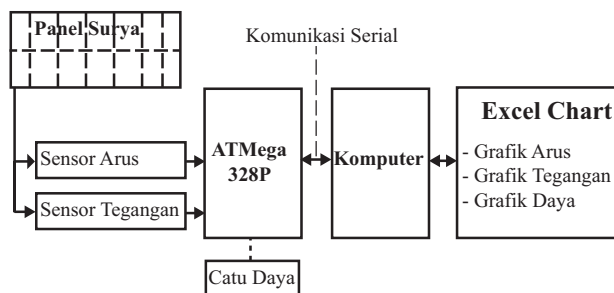 Panel Surya
Komunikasi Serial
Sensor Arus
Sensor Tegangan
ATMega
328P
Catu Daya
Komputer
Excel Chart
- Grafik Arus
- Grafik Tegangan
- Grafik Daya